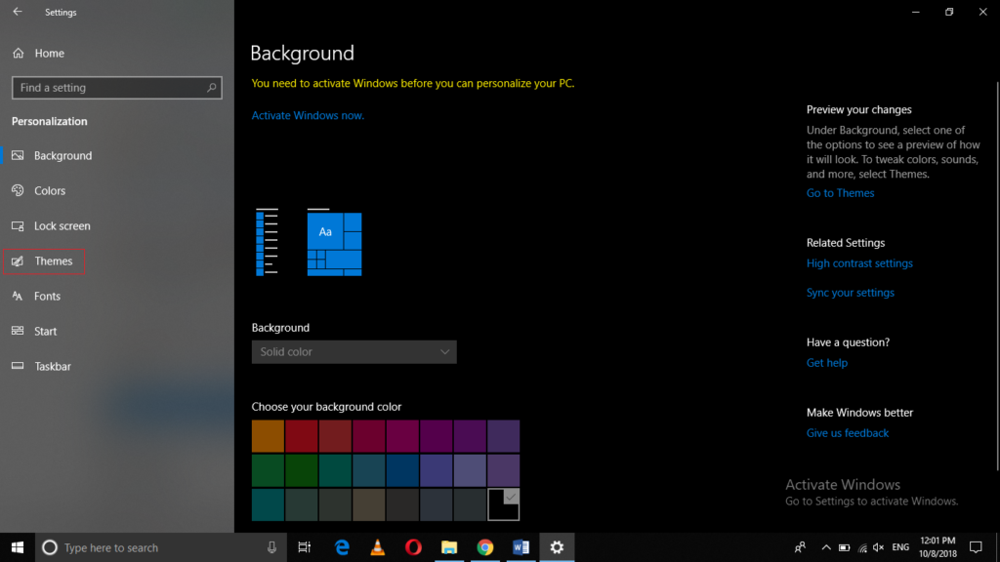 Settings
Home
Find a setting
Personalization
Background
Colors
Lock screen
Themes
Fonts
Start
Taskbar
Background
You need to activate Windows before you can personalize your PC.
Activate Windows now.
Aa
Background
Solid color
Choose your background color
Preview your changes
Under Background, select one of
the options to see a preview of how
it will look. To tweak colors, sounds,
and more, select Themes.
Go to Themes
Related Settings
High contrast settings
Sync your settings
Have a question?
Get help
Make Windows better
Give us feedback
Activate Windows
Go to Settings to activate Windows.
Type here to search
ENG
12:01 PM
10/8/2018